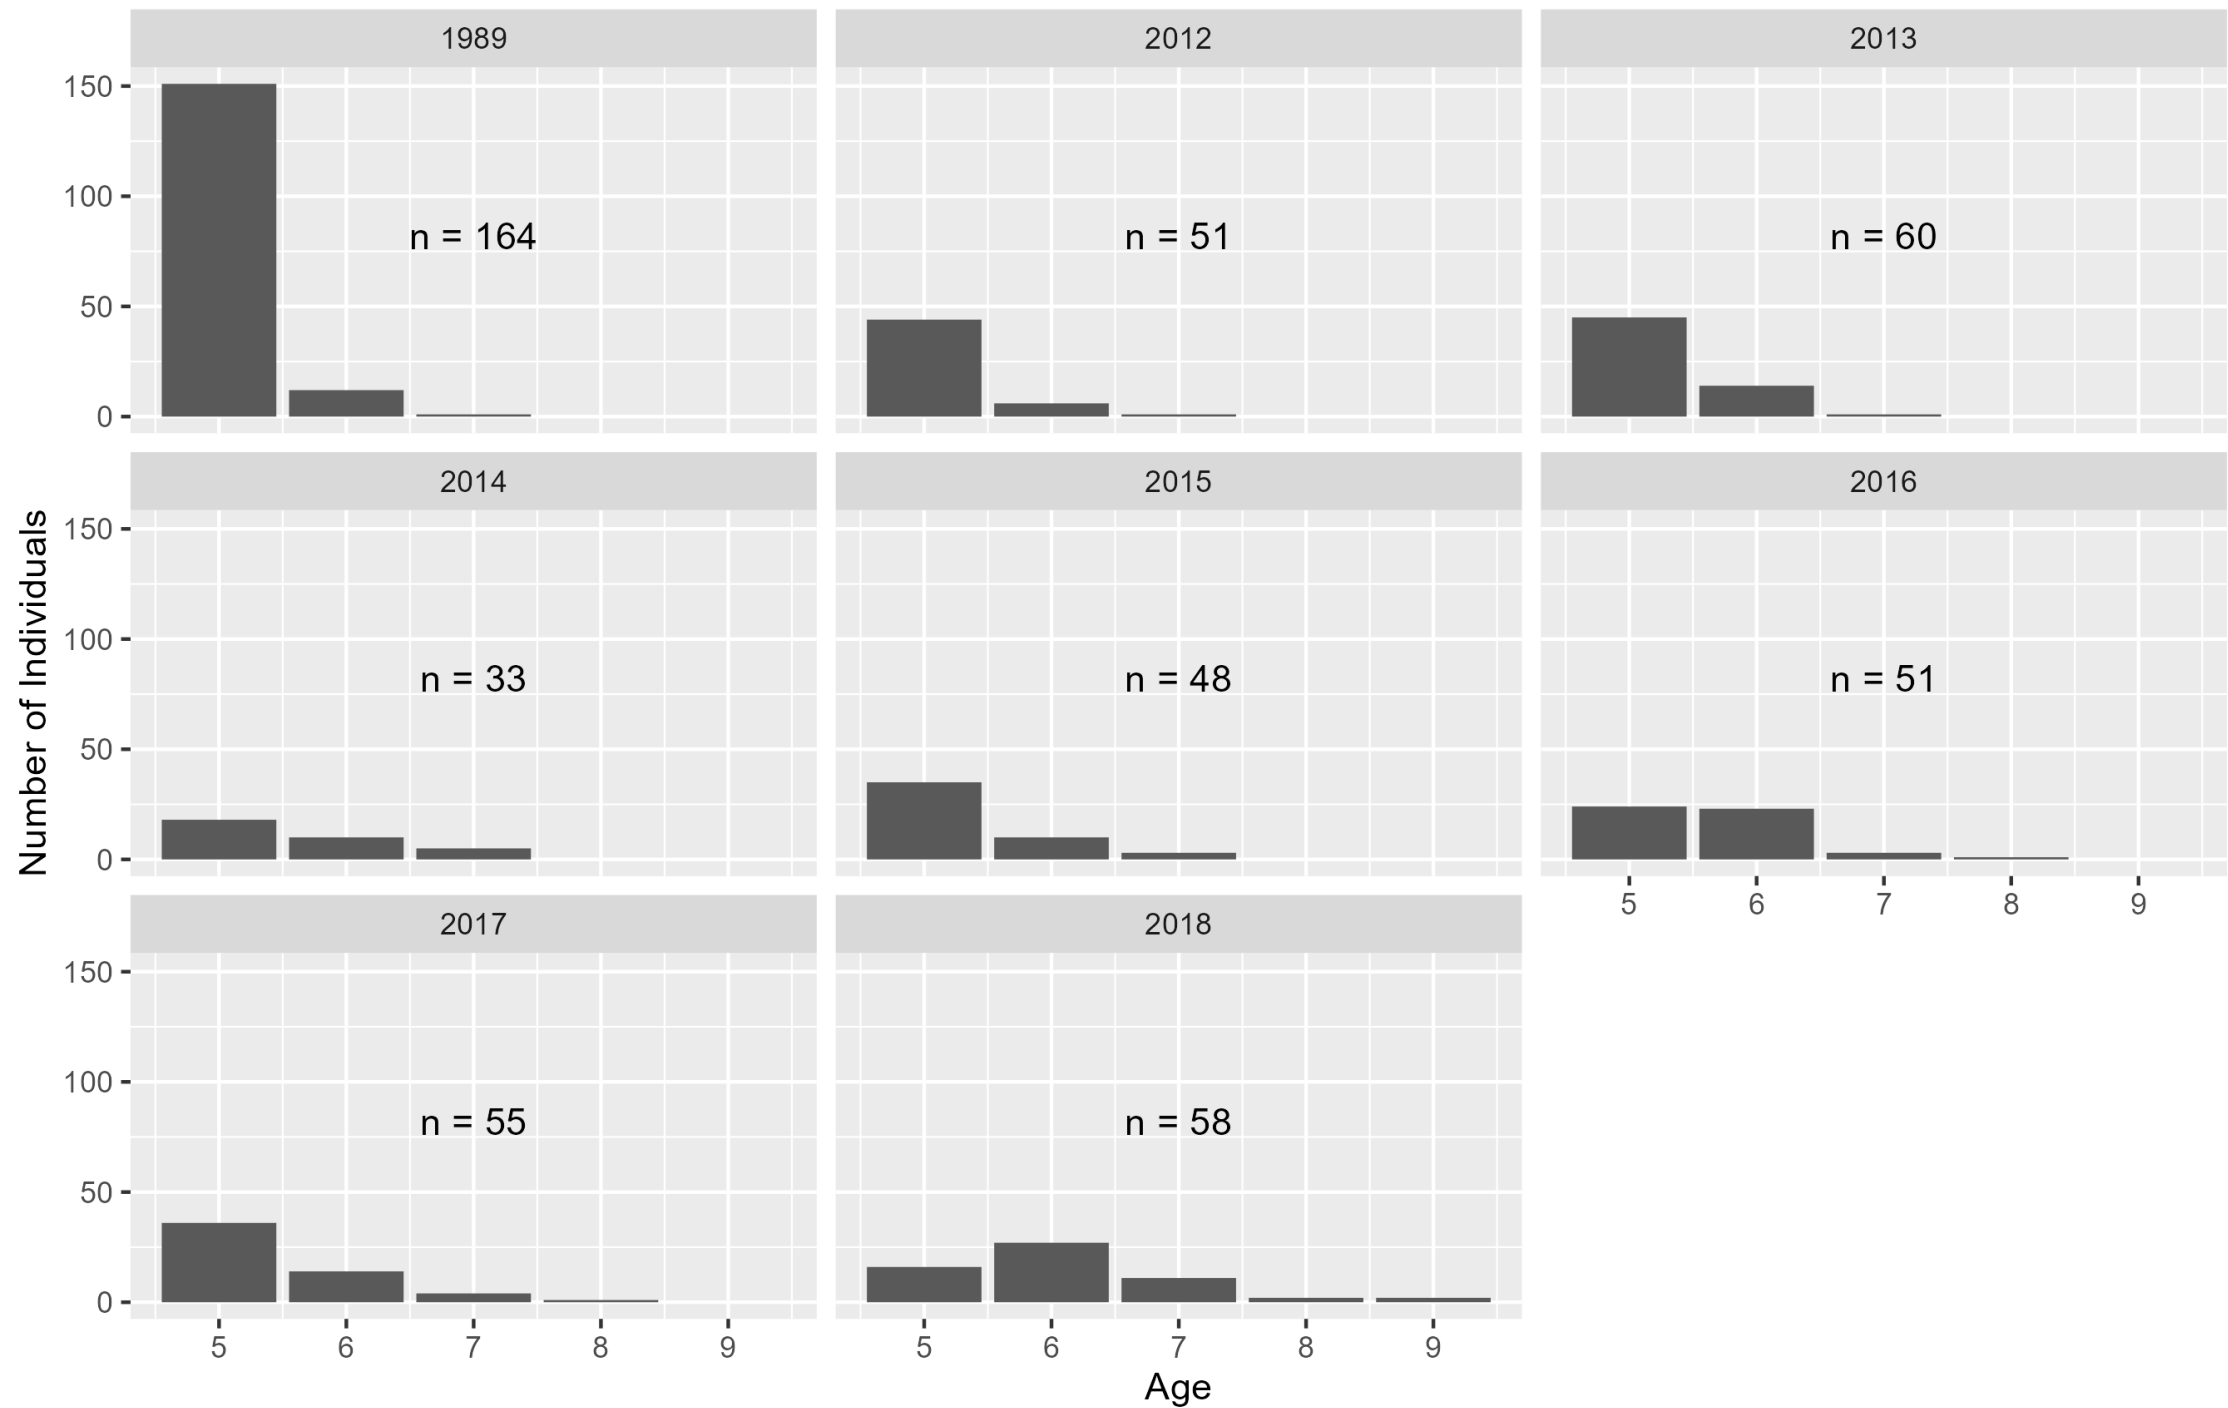 1989
2012
2013
150
100
50
0
n = 164
n = 51
n = 60
2014
2015
2016
150
100
50
0
n = 33
n = 48
n = 51
5 6 7 8 9
2017
2018
150
100
50
0
n = 55
n = 58
5 6 7 8 9
5 6 7 8 9
Number of Individuals
Age